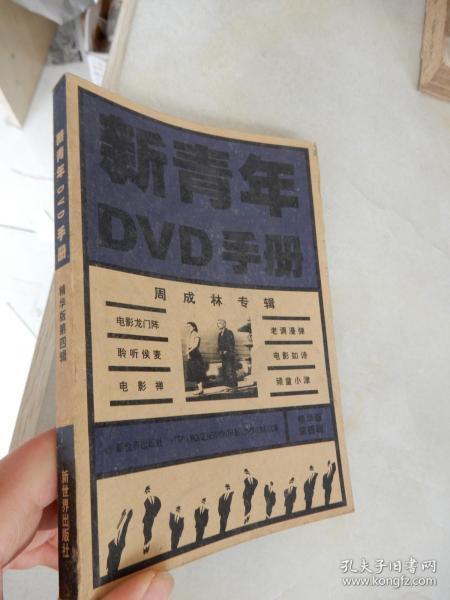 新青年
DVD手册
周成林专辑
电影龙门阵
聆听侯麦
电影禅
老调漫弹
电影如诗
顽童小津
新世界出版社
精华版
第四辑
新青年DVD手册
精华版第四辑
新世界出版社
孔夫子旧书网
www.kongfz.com